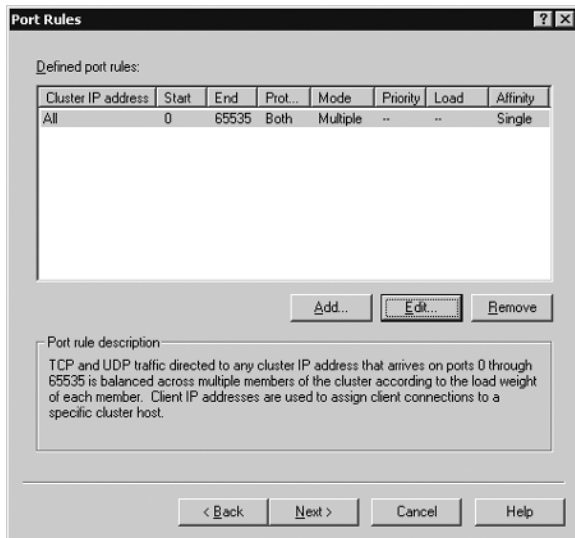 Port Rules
? X
Defined port rules:
Cluster IP address Start End Prot... Mode Priority Load Affinity
All 0 65535 Both Multiple -- -- Single
Add... Edit... Remove
Port rule description
TCP and UDP traffic directed to any cluster IP address that arrives on ports 0 through
65535 is balanced across multiple members of the cluster according to the load weight
of each member. Client IP addresses are used to assign client connections to a
specific cluster host.
< Back Next > Cancel Help